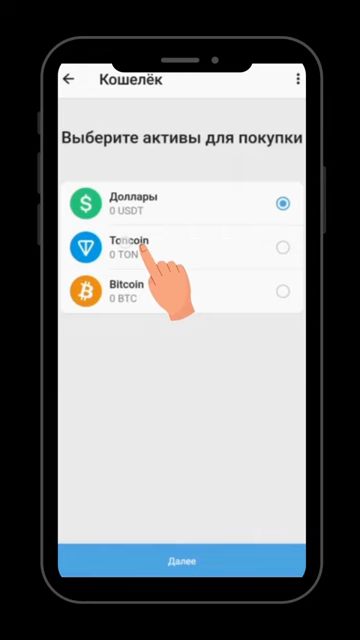 Кошелёк
Выберите активы для покупки
Доллары
0 USDT
Toncoin
0 TON
Bitcoin
0 BTC
Далее